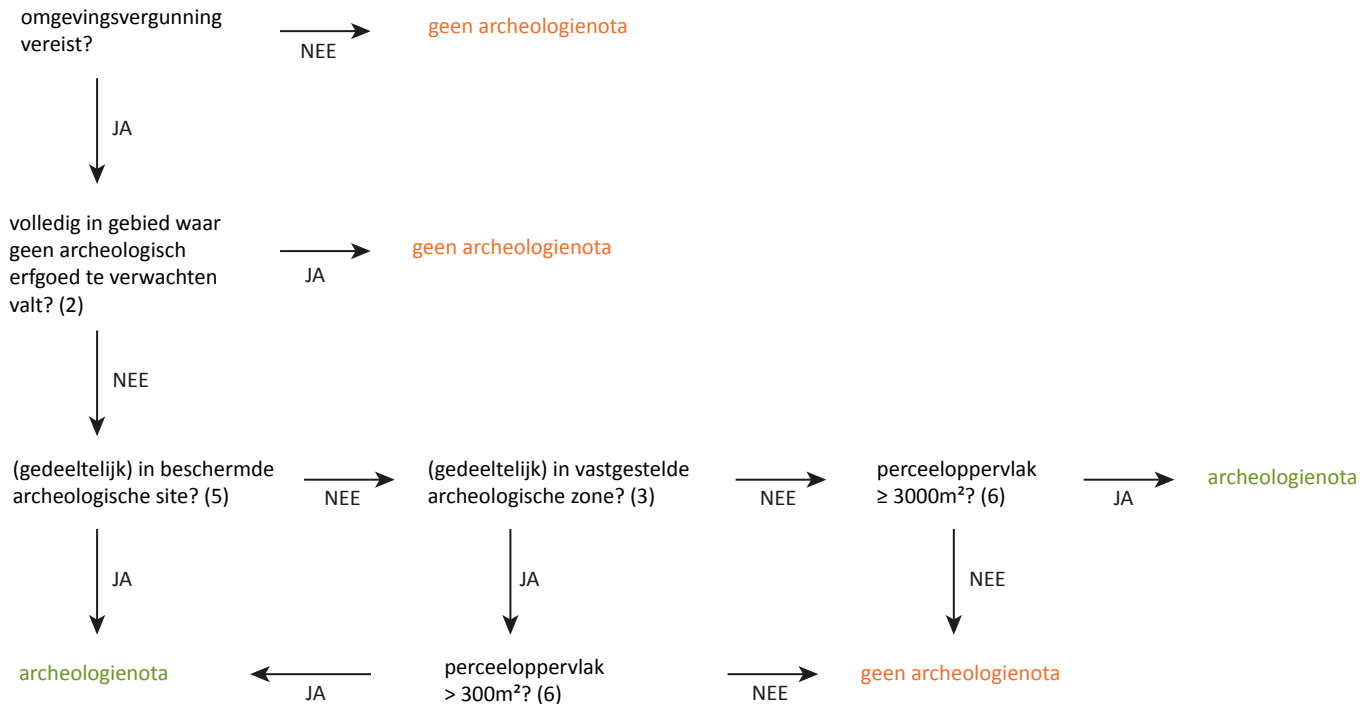 omgevingsvergunning
vereist?
NEE
geen archeologienota
JA
volledig in gebied waar
geen archeologisch
erfgoed te verwachten
valt? (2)
JA
geen archeologienota
NEE
(gedeeltelijk) in beschermde
archeologische site? (5)
NEE
(gedeeltelijk) in vastgestelde
archeologische zone? (3)
NEE
perceeloppervlak
≥ 3000m²? (6)
JA
archeologienota
JA
JA
NEE
archeologienota
JA
perceeloppervlak
> 300m²? (6)
NEE
geen archeologienota